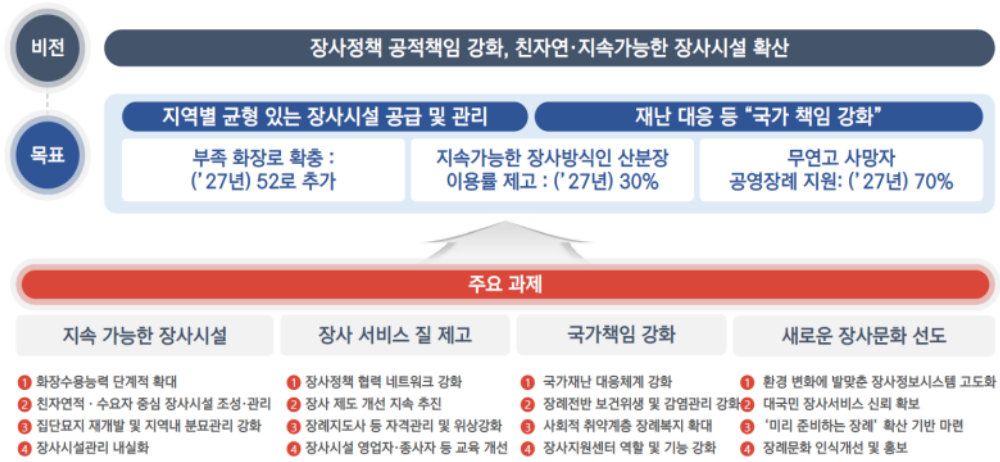 비전
장사정책 공적책임 강화, 친자연·지속가능한 장사시설 확산
목표
지역별 균형 있는 장사시설 공급 및 관리
재난 대응 등 “국가 책임 강화”
부족 화장로 확충 :
(’27년) 52로 추가
지속가능한 장사방식인 산분장
이용률 제고 : (’27년) 30%
무연고 사망자
공영장례 지원: (’27년) 70%
주요 과제
지속 가능한 장사시설
1 화장수용능력 단계적 확대
2 친자연적 · 수요자 중심 장사시설 조성·관리
3 집단묘지 재개발 및 지역내 분묘관리 강화
4 장사시설관리 내실화
장사 서비스 질 제고
1 장사정책 협력 네트워크 강화
2 장사 제도 개선 지속 추진
3 장례지도사 등 자격관리 및 위상강화
4 장사시설 영업자·종사자 등 교육 개선
국가책임 강화
1 국가재난 대응체계 강화
2 장례전반 보건위생 및 감염관리 강화
3 사회적 취약계층 장례복지 확대
4 장사지원센터 역할 및 기능 강화
새로운 장사문화 선도
1 환경 변화에 발맞춘 장사정보시스템 고도화
2 대국민 장사서비스 신뢰 확보
3 ‘미리 준비하는 장례’ 확산 기반 마련
4 장례문화 인식개선 및 홍보